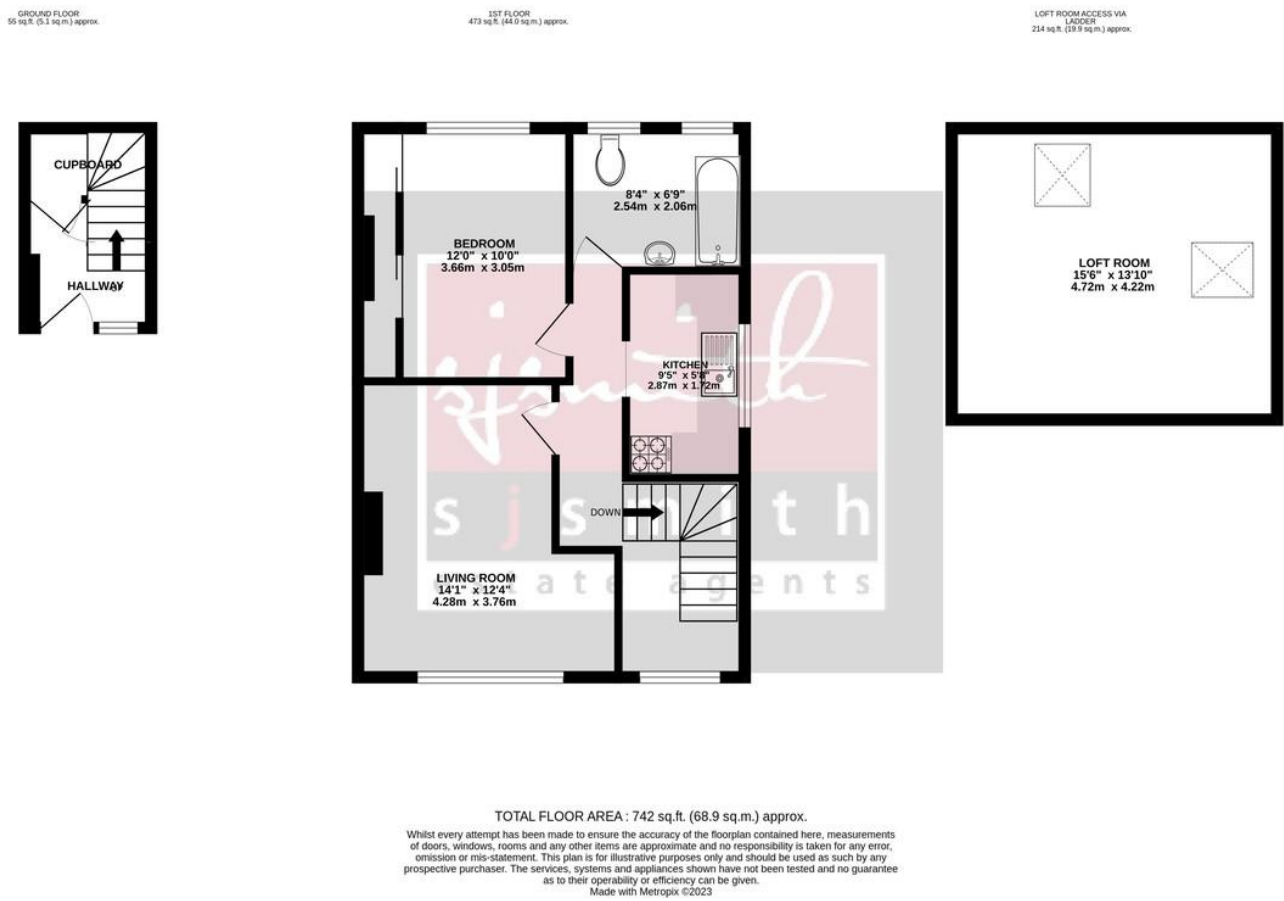 GROUND FLOOR
55 sq.ft. (5.1 sq.m.) approx.
1ST FLOOR
473 sq.ft. (44.0 sq.m.) approx.
LOFT ROOM ACCESS VIA
LADDER
214 sq.ft. (19.9 sq.m.) approx.
CUPBOARD
UP
HALLWAY
BEDROOM
12'0" x 10'0"
3.66m x 3.05m
8'4" x 6'9"
2.54m x 2.06m
KITCHEN
9'5" x 5'8"
2.87m x 1.72m
DOWN
LIVING ROOM
14'1" x 12'4"
4.28m x 3.76m
LOFT ROOM
15'6" x 13'10"
4.72m x 4.22m
sjsmith
sjsmith
estate agents
TOTAL FLOOR AREA : 742 sq.ft. (68.9 sq.m.) approx.
Whilst every attempt has been made to ensure the accuracy of the floorplan contained here, measurements
of doors, windows, rooms and any other items are approximate and no responsibility is taken for any error,
omission or mis-statement. This plan is for illustrative purposes only and should be used as such by any
prospective purchaser. The services, systems and appliances shown have not been tested and no guarantee
as to their operability or efficiency can be given.
Made with Metropix ©2023